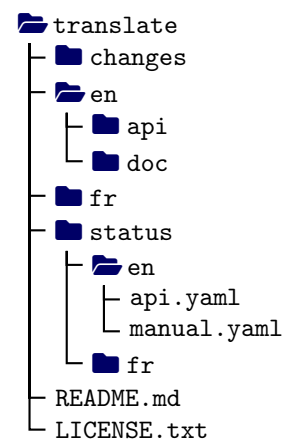 translate
changes
en
api
doc
fr
status
en
api.yaml
manual.yaml
fr
README.md
LICENSE.txt